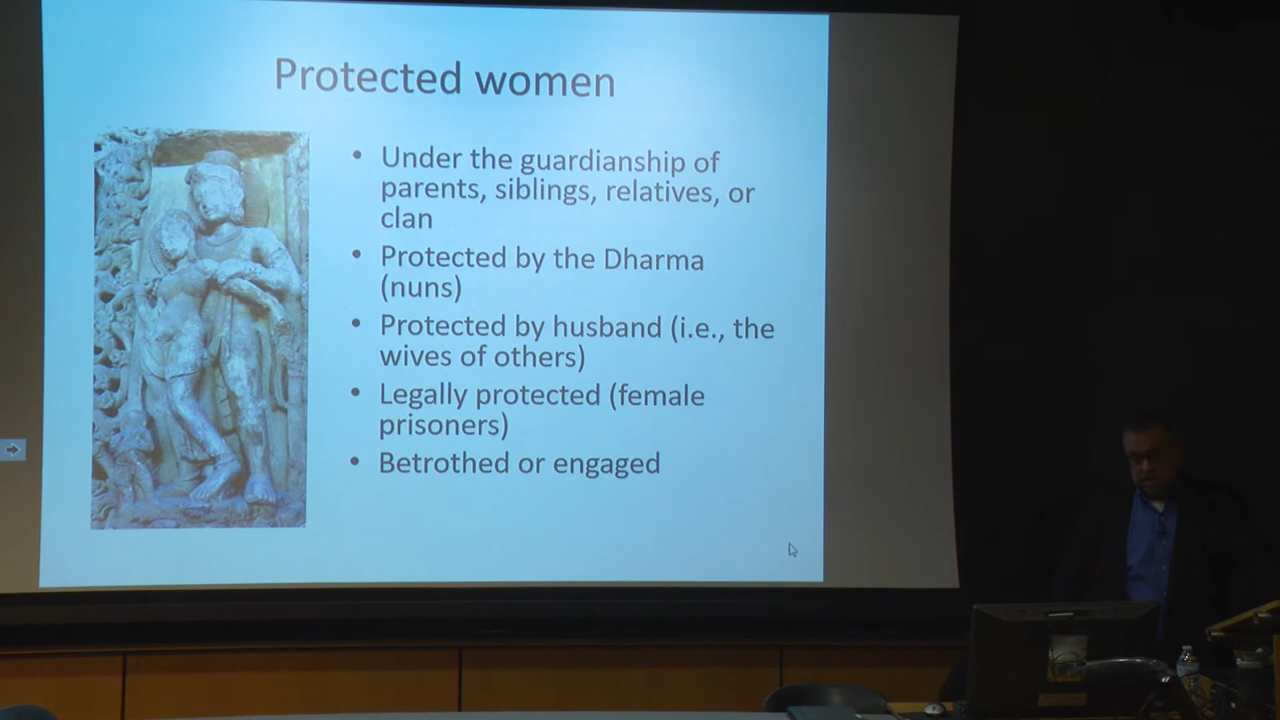 Protected women
• Under the guardianship of
parents, siblings, relatives, or
clan
• Protected by the Dharma
(nuns)
• Protected by husband (i.e., the
wives of others)
• Legally protected (female
prisoners)
• Betrothed or engaged